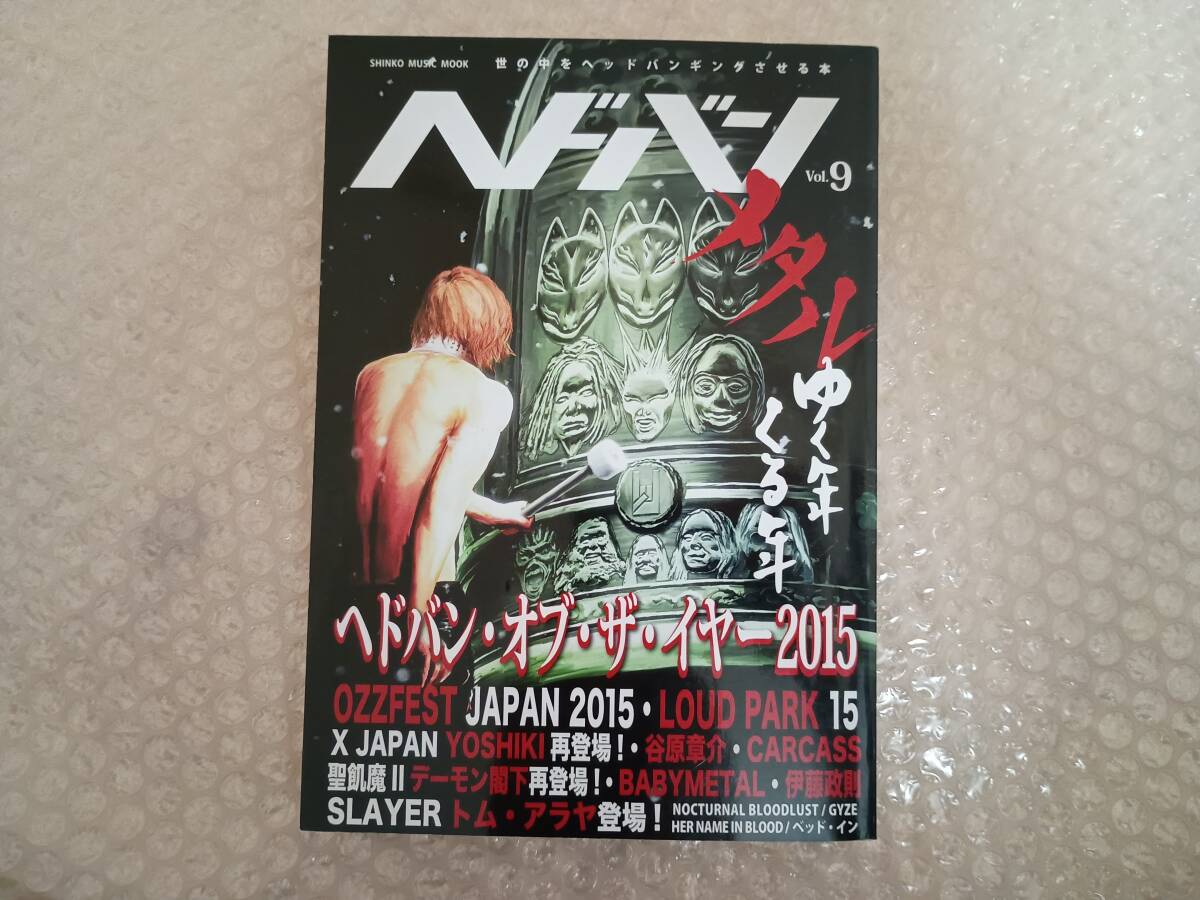 SHINKO MUSIC MOOK 世の中をヘッドバンギングさせる本
ヘドバン Vol.9
メタル
ゆく年
くる年
ヘドバン・オブ・ザ・イヤー2015
OZZFEST JAPAN 2015・LOUD PARK 15
X JAPAN YOSHIKI 再登場!・谷原章介・CARCASS
聖飢魔II デーモン閣下再登場!・BABYMETAL・伊藤政則
SLAYER トム・アラヤ登場!
NOCTURNAL BLOODLUST / GYZE
HER NAME IN BLOOD / ベッド・イン